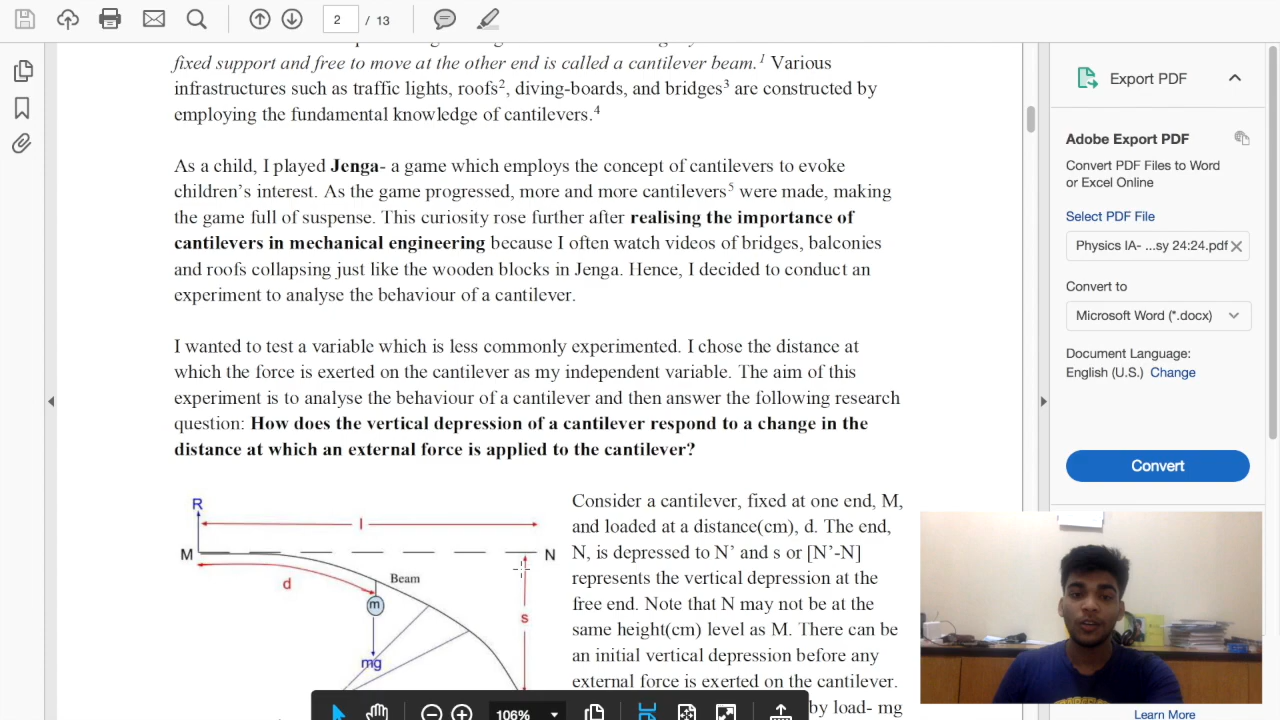 2 / 13
fixed support and free to move at the other end is called a cantilever beam.1 Various
infrastructures such as traffic lights, roofs2, diving-boards, and bridges3 are constructed by
employing the fundamental knowledge of cantilevers.4
As a child, I played Jenga- a game which employs the concept of cantilevers to evoke
children's interest. As the game progressed, more and more cantilevers5 were made, making
the game full of suspense. This curiosity rose further after realising the importance of
cantilevers in mechanical engineering because I often watch videos of bridges, balconies
and roofs collapsing just like the wooden blocks in Jenga. Hence, I decided to conduct an
experiment to analyse the behaviour of a cantilever.
I wanted to test a variable which is less commonly experimented. I chose the distance at
which the force is exerted on the cantilever as my independent variable. The aim of this
experiment is to analyse the behaviour of a cantilever and then answer the following research
question: How does the vertical depression of a cantilever respond to a change in the
distance at which an external force is applied to the cantilever?
R
l
M
N
d
Beam
m
s
mg
Consider a cantilever, fixed at one end, M,
and loaded at a distance(cm), d. The end,
N, is depressed to N' and s or [N'-N]
represents the vertical depression at the
free end. Note that N may not be at the
same height(cm) level as M. There can be
an initial vertical depression before any
external force is exerted on the cantilever.
by load- mg
106%
Export PDF
Adobe Export PDF
Convert PDF Files to Word
or Excel Online
Select PDF File
Physics IA- ...sy 24:24.pdf
Convert to
Microsoft Word (*.docx)
Document Language:
English (U.S.) Change
Convert
Learn More